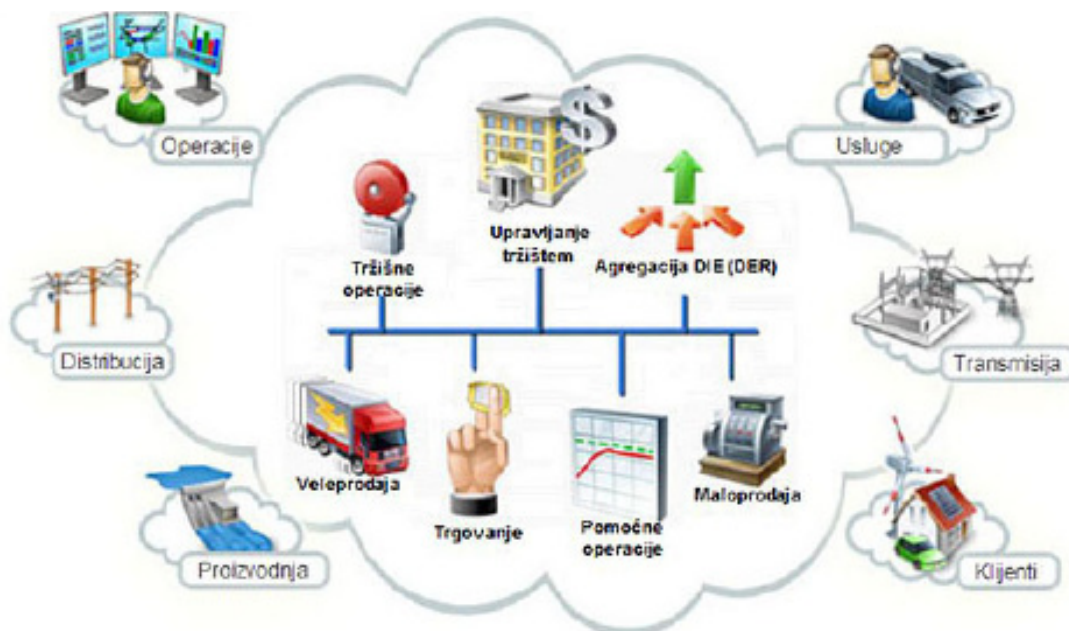 Operacije
Usluge
Upravljanje
tržištem
Tržišne
operacije
Agregacija DIE (DER)
Distribucija
Transmisija
Veleprodaja
Trgovanje
Pomoćne
operacije
Maloprodaja
Proizvodnja
Klijenti